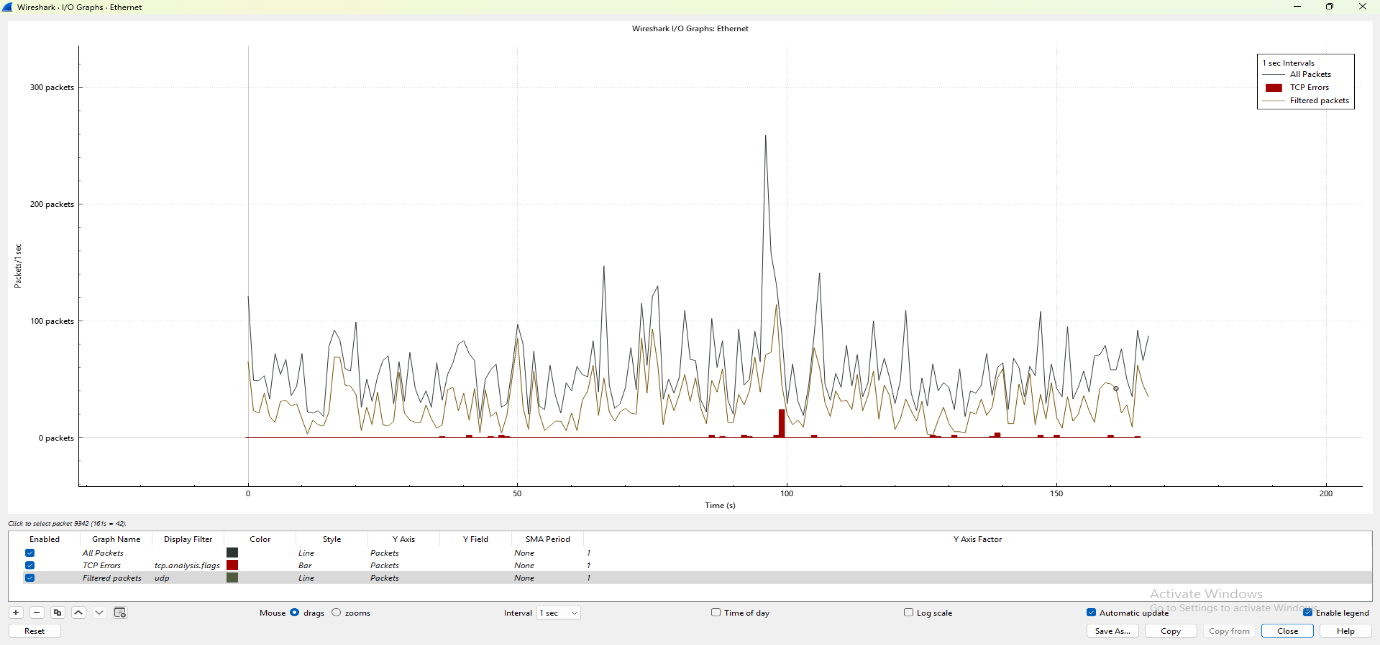 Wireshark · I/O Graphs · Ethernet
Wireshark I/O Graphs: Ethernet
1 sec Intervals
All Packets
TCP Errors
Filtered packets
300 packets
200 packets
100 packets
0 packets
Packets/1 sec
0 50 100 150 200
Time (s)
Click to select packet 9342 (161s = 42).
Enabled Graph Name Display Filter Color Style Y Axis Y Field SMA Period Y Axis Factor
All Packets Line Packets None 1
TCP Errors tcp.analysis.flags Bar Packets None 1
Filtered packets udp Line Packets None 1
Activate Windows
Go to Settings to activate Windows.
Mouse drags zooms Interval 1 sec Time of day Log scale Automatic update Enable legend
Reset Save As... Copy Copy from Close Help